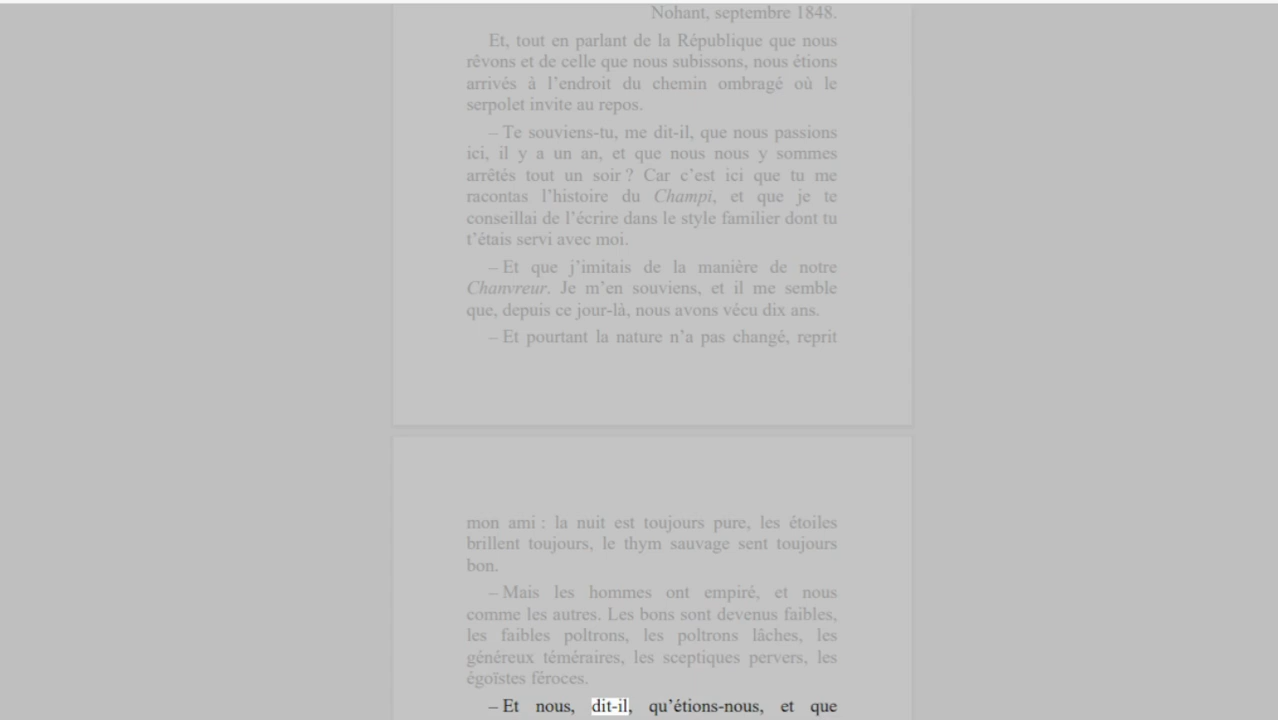 Nohant, septembre 1848.
Et, tout en parlant de la République que nous
rêvons et de celle que nous subissons, nous étions
arrivés à l’endroit du chemin ombragé où le
serpolet invite au repos.
– Te souviens-tu, me dit-il, que nous passions
ici, il y a un an, et que nous nous y sommes
arrêtés tout un soir ? Car c’est ici que tu me
racontas l’histoire du Champi, et que je te
conseillai de l’écrire dans le style familier dont tu
t’étais servi avec moi.
– Et que j’imitais de la manière de notre
Chanvreur. Je m’en souviens, et il me semble
que, depuis ce jour-là, nous avons vécu dix ans.
– Et pourtant la nature n’a pas changé, reprit
mon ami : la nuit est toujours pure, les étoiles
brillent toujours, le thym sauvage sent toujours
bon.
– Mais les hommes ont empiré, et nous
comme les autres. Les bons sont devenus faibles,
les faibles poltrons, les poltrons lâches, les
généreux téméraires, les sceptiques pervers, les
égoïstes féroces.
– Et nous, dit-il, qu’étions-nous, et que